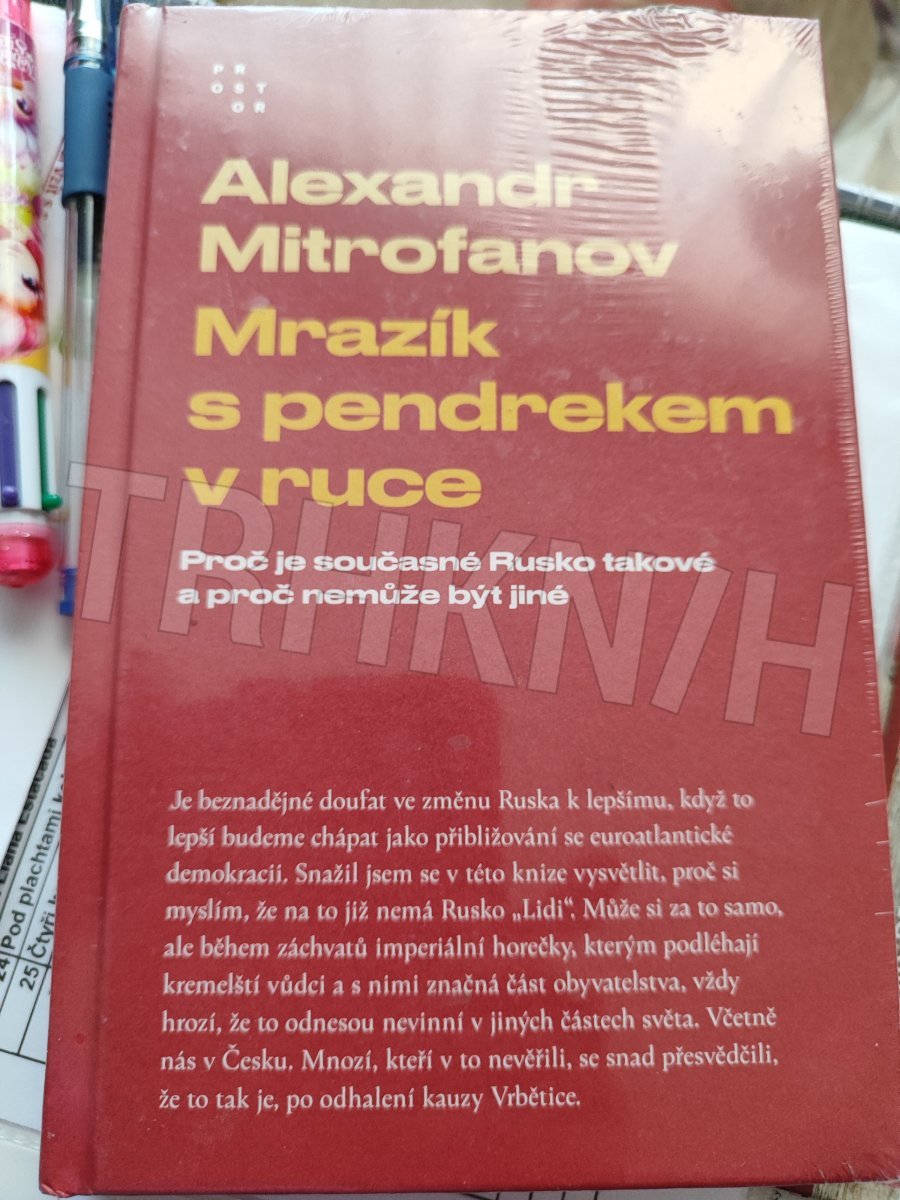 P R
O S T
O R
Alexandr
Mitrofanov
Mrazík
s pendrekem
v ruce
Proč je současné Rusko takové
a proč nemůže být jiné
TRHKNIH
Je beznadějné doufat ve změnu Ruska k lepšímu, když to
lepší budeme chápat jako přibližování se euroatlantické
demokracii. Snažil jsem se v této knize vysvětlit, proč si
myslím, že na to již nemá Rusko „Lidi“. Může si za to samo,
ale během záchvatů imperiální horečky, kterým podléhají
kremelští vůdci a s nimi značná část obyvatelstva, vždy
hrozí, že to odnesou nevinní v jiných částech světa. Včetně
nás v Česku. Mnozí, kteří v to nevěřili, se snad přesvědčili,
že to tak je, po odhalení kauzy Vrbětice.
24 Pod plachtami
25 Čtyři